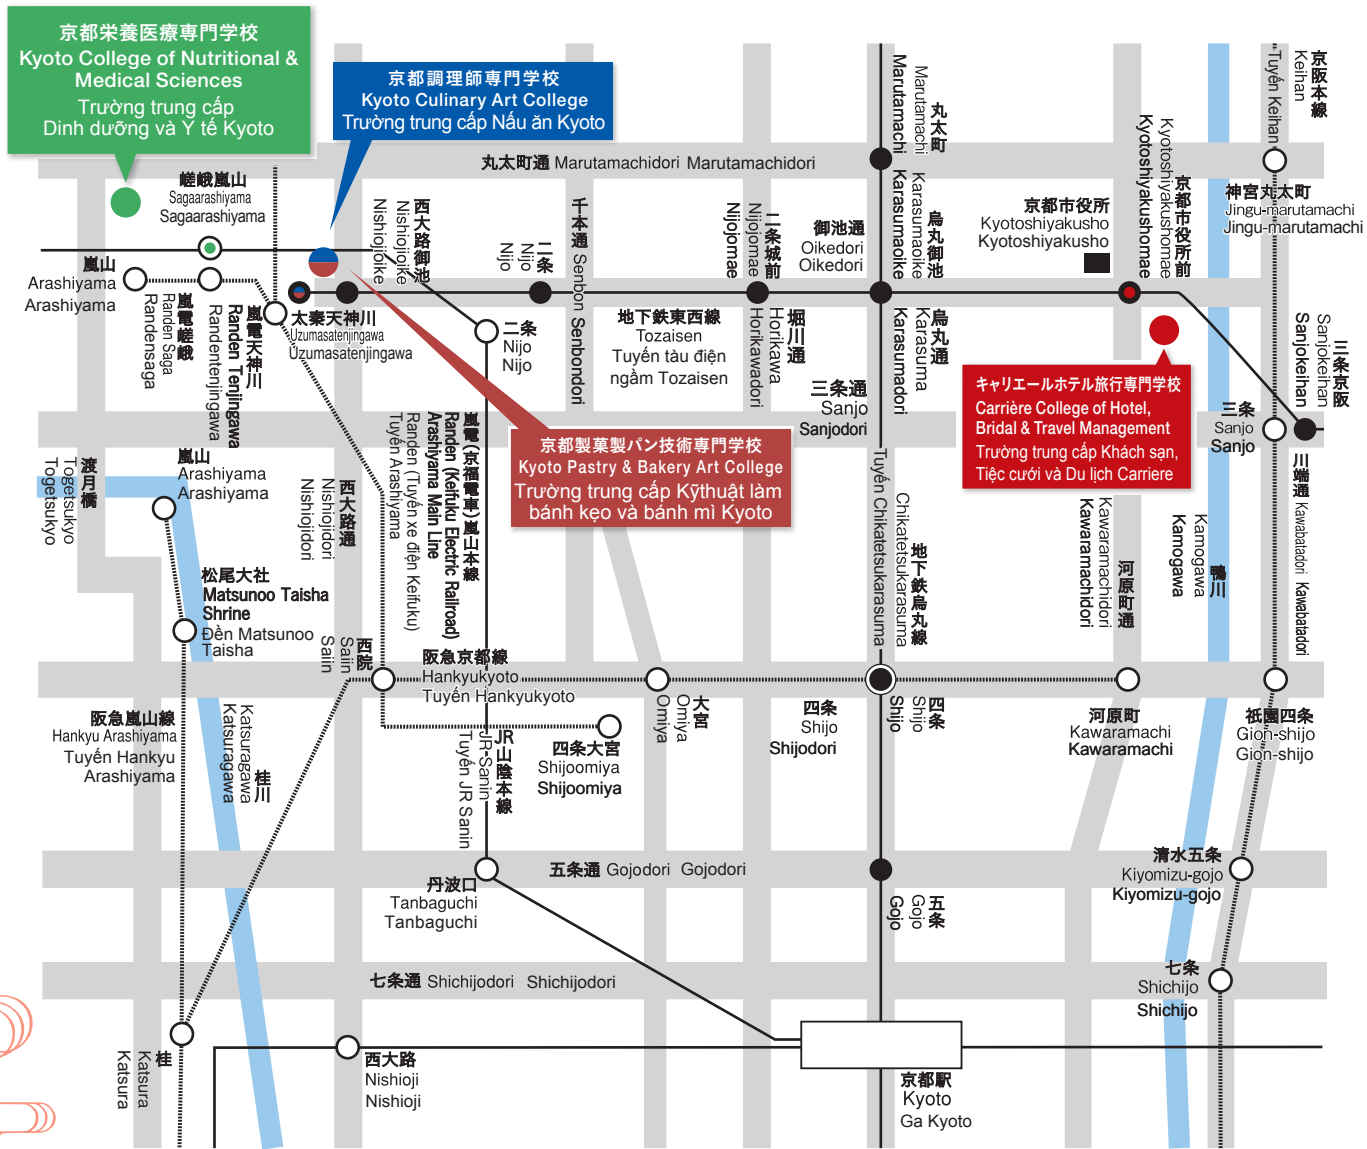 京都栄養医療専門学校
Kyoto College of Nutritional &
Medical Sciences
Trường trung cấp
Dinh dưỡng và Y tế Kyoto
京都調理師専門学校
Kyoto Culinary Art College
Trường trung cấp Nấu ăn Kyoto
丸太町通 Marutamachidori Marutamachidori
丸太町
Marutamachi
Marutamachi
京阪本線
Keihan
Tuyến Keihan
嵯峨嵐山
Sagaarashiyama
Sagaarashiyama
西大路御池
Nishiojioike
Nishiojioike
二条
Nijo
Nijo
千本通 Senbon Senbondori
二条城前
Nijojomae
Nijojomae
御池通
Oikedori
Oikedori
烏丸御池
Karasumaoike
Karasumaoike
京都市役所
Kyotoshiyakusho
Kyotoshiyakusho
京都市役所前
Kyotoshiyakushomae
Kyotoshiyakushomae
神宮丸太町
Jingu-marutamachi
Jingu-marutamachi
嵐山
Arashiyama
Arashiyama
嵐電嵯峨
Randen Saga
Randensaga
嵐電天神川
Randen Tenjingawa
Randentenjingawa
太秦天神川
Uzumasatenjingawa
Uzumasatenjingawa
二条
Nijo
Nijo
地下鉄東西線
Tozaisen
Tuyến tàu điện
ngầm Tozaisen
堀川通
Horikawa
Horikawadori
烏丸通
Karasuma
Karasumadori
三条京阪
Sanjokeihan
Sanjokeihan
三条通
Sanjo
Sanjodori
キャリエールホテル旅行専門学校
Carrière College of Hotel,
Bridal & Travel Management
Trường trung cấp Khách sạn,
Tiệc cưới và Du lịch Carriere
三条
Sanjo
Sanjo
京都製菓製パン技術専門学校
Kyoto Pastry & Bakery Art College
Trường trung cấp Kỹthuật làm
bánh kẹo và bánh mì Kyoto
嵐電(京福電車)嵐山本線
Randen (Keifuku Electric Railroad)
Arashiyama Main Line
Randen (Tuyến xe điện Keifuku)
Tuyến Arashiyama
渡月橋
Togetsukyo
Togetsukyo
嵐山
Arashiyama
Arashiyama
西大路通
Nishiojidori
Nishiojidori
川端通 Kawabatadori Kawabatadori
地下鉄烏丸線
Chikatetsukarasuma
Tuyến Chikatetsukarasuma
河原町通
Kawaramachidori
Kawaramachidori
鴨川
Kamogawa
Kamogawa
松尾大社
Matsunoo Taisha
Shrine
Đền Matsunoo
Taisha
西院
Saiin
Saiin
阪急京都線
Hankyukyoto
Tuyến Hankyukyoto
大宮
Omiya
Omiya
四条
Shijo
Shijodori
四条
Shijo
Shijo
河原町
Kawaramachi
Kawaramachi
祇園四条
Gion-shijo
Gion-shijo
阪急嵐山線
Hankyu Arashiyama
Tuyến Hankyu
Arashiyama
桂川
Katsuragawa
Katsuragawa
JR山陰本線
JR-Sanin
Tuyến JR Sanin
四条大宮
Shijoomiya
Shijoomiya
丹波口
Tanbaguchi
Tanbaguchi
五条通 Gojodori Gojodori
五条
Gojo
Gojo
清水五条
Kiyomizu-gojo
Kiyomizu-gojo
七条通 Shichijodori Shichijodori
七条
Shichijo
Shichijo
桂
Katsura
Katsura
西大路
Nishioji
Nishioji
京都駅
Kyoto
Ga Kyoto